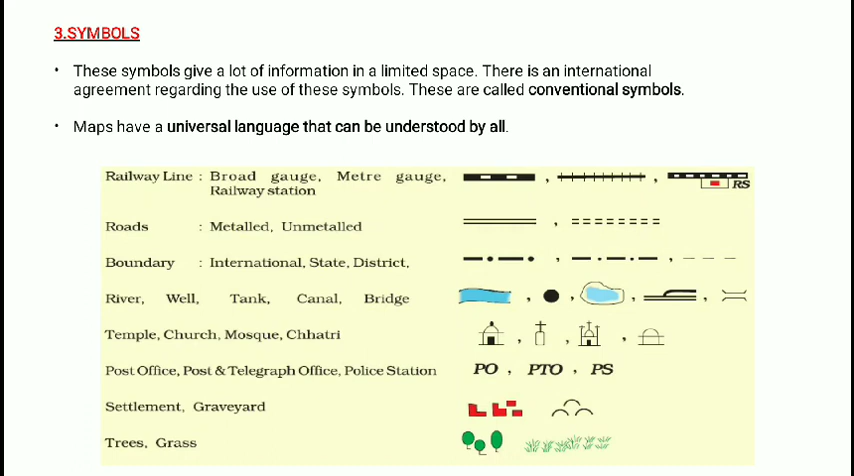 3.SYMBOLS
• These symbols give a lot of information in a limited space. There is an international
agreement regarding the use of these symbols. These are called conventional symbols.
• Maps have a universal language that can be understood by all.
Railway Line : Broad gauge, Metre gauge, , ,
Railway station RS
Roads : Metalled, Unmetalled ,
Boundary : International, State, District, , ,
River, Well, Tank, Canal, Bridge , , , ,
Temple, Church, Mosque, Chhatri , , ,
Post Office, Post & Telegraph Office, Police Station PO , PTO , PS
Settlement, Graveyard
Trees, Grass